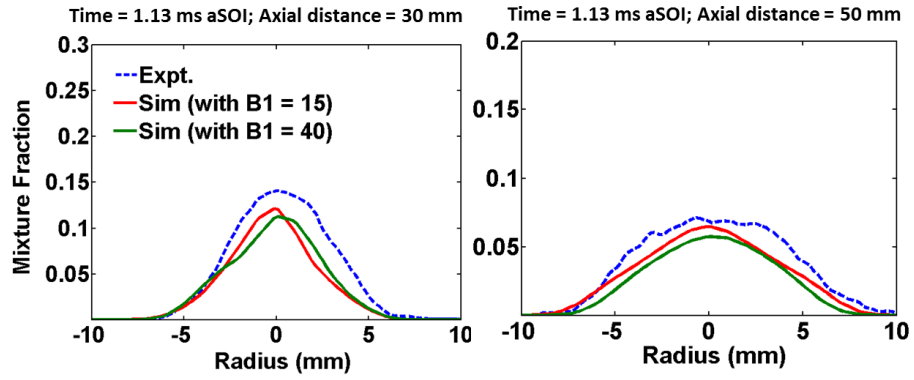 Time = 1.13 ms aSOI; Axial distance = 30 mm
0.3
0.25
0.2
0.15
0.1
0.05
-10
-5
0
5
10
Mixture Fraction
Radius (mm)
Expt.
Sim (with B1 = 15)
Sim (with B1 = 40)
Time = 1.13 ms aSOI; Axial distance = 50 mm
0.2
0.15
0.1
0.05
-10
-5
0
5
10
Radius (mm)